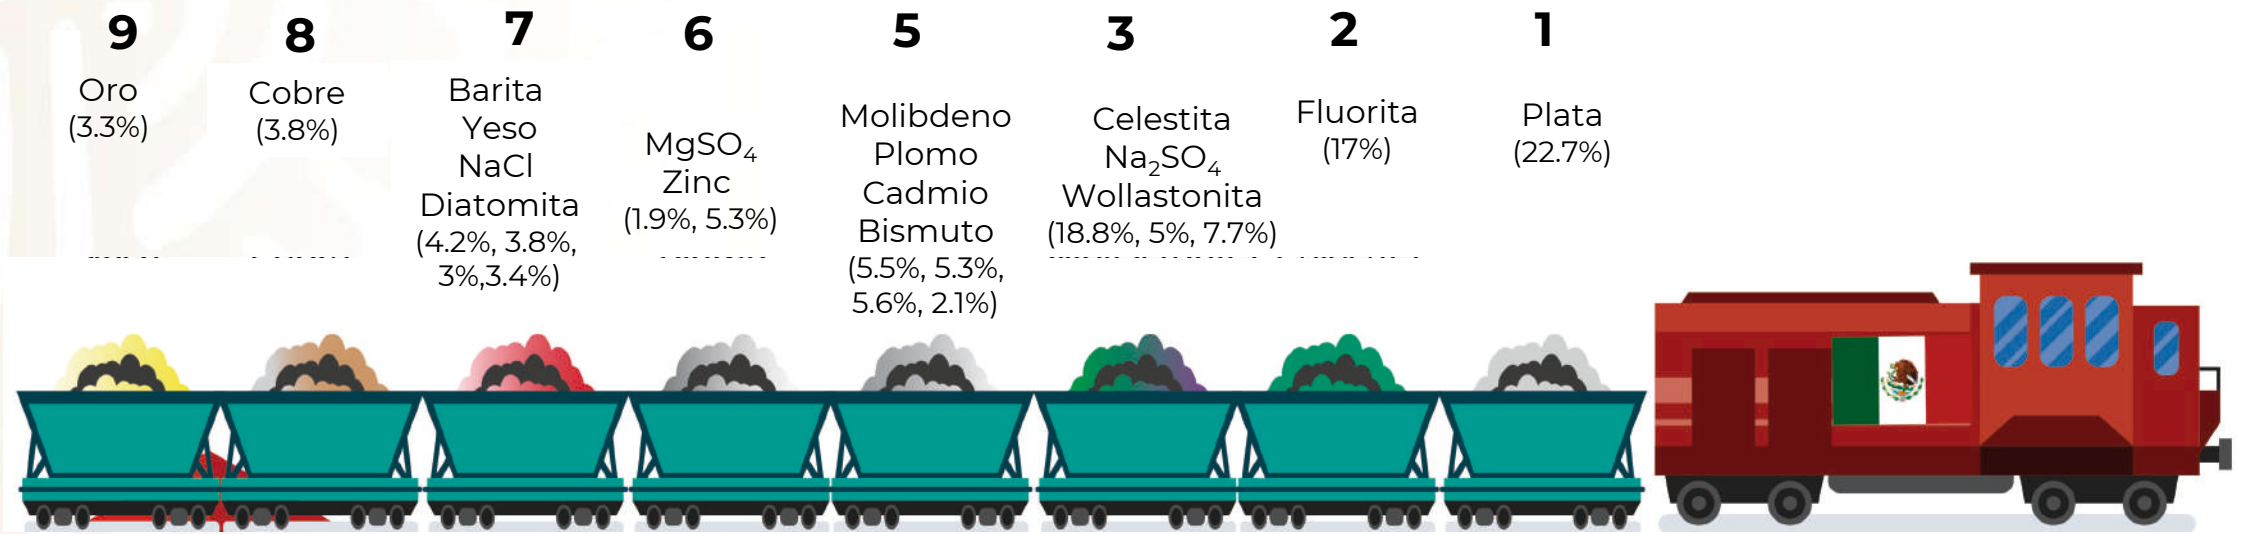 9
Oro
(3.3%)
8
Cobre
(3.8%)
7
Barita
Yeso
NaCl
Diatomita
(4.2%, 3.8%,
3%,3.4%)
6
MgSO₄
Zinc
(1.9%, 5.3%)
5
Molibdeno
Plomo
Cadmio
Bismuto
(5.5%, 5.3%,
5.6%, 2.1%)
3
Celestita
Na₂SO₄
Wollastonita
(18.8%, 5%, 7.7%)
2
Fluorita
(17%)
1
Plata
(22.7%)